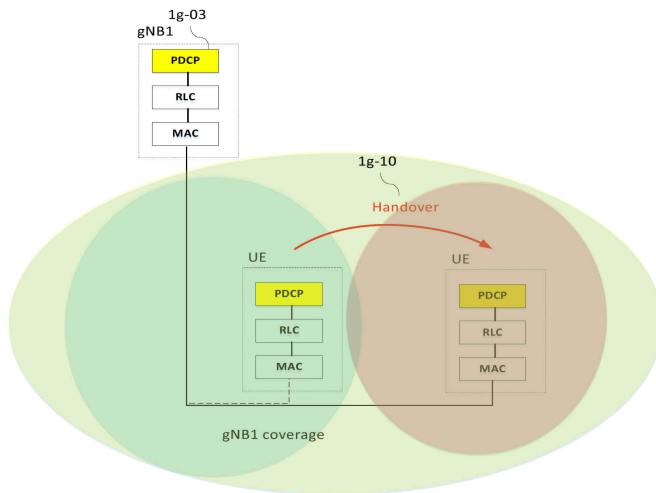 1g-03
gNB1
PDCP
RLC
MAC
1g-10
Handover
UE
PDCP
RLC
MAC
UE
PDCP
RLC
MAC
gNB1 coverage